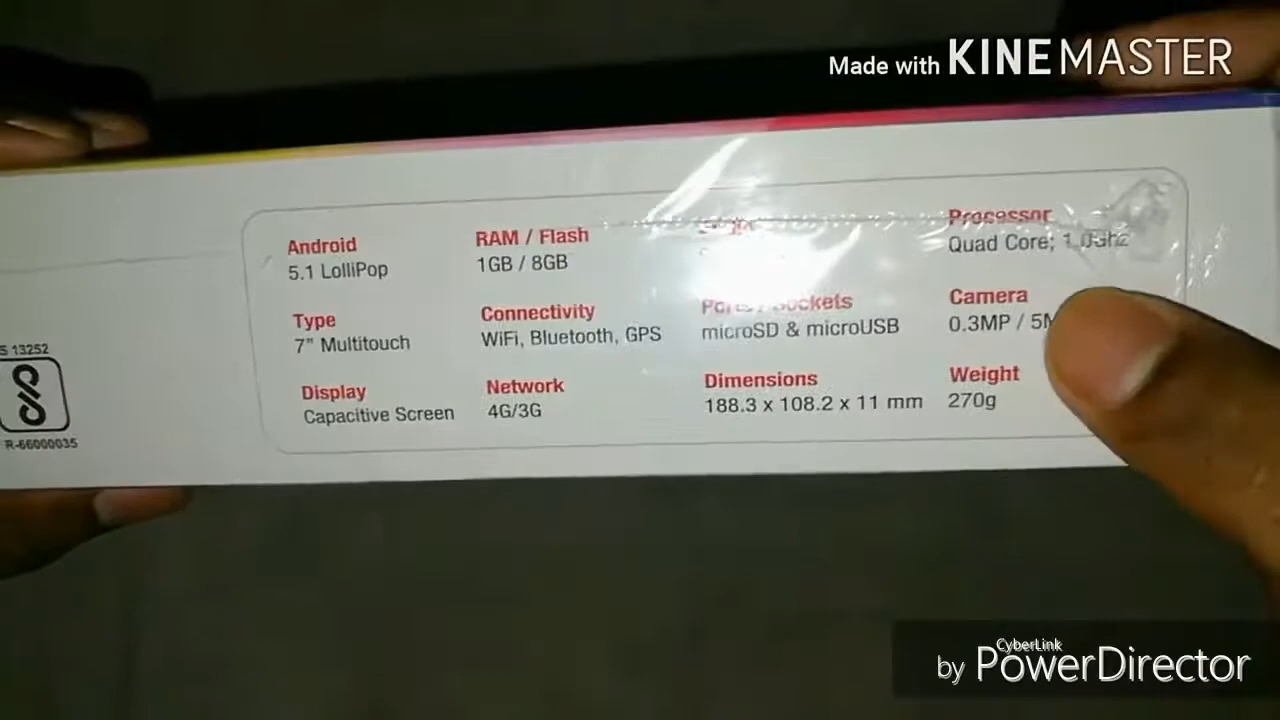 Made with KINEMASTER
Android
5.1 LolliPop
RAM / Flash
1GB / 8GB
Processor
Quad Core; 1.0Ghz
Type
7" Multitouch
Connectivity
WiFi, Bluetooth, GPS
Ports / Sockets
microSD & microUSB
Camera
0.3MP / 5M
Display
Capacitive Screen
Network
4G/3G
Dimensions
188.3 x 108.2 x 11 mm
Weight
270g
S 13252
R-66000035
CyberLink
by PowerDirector